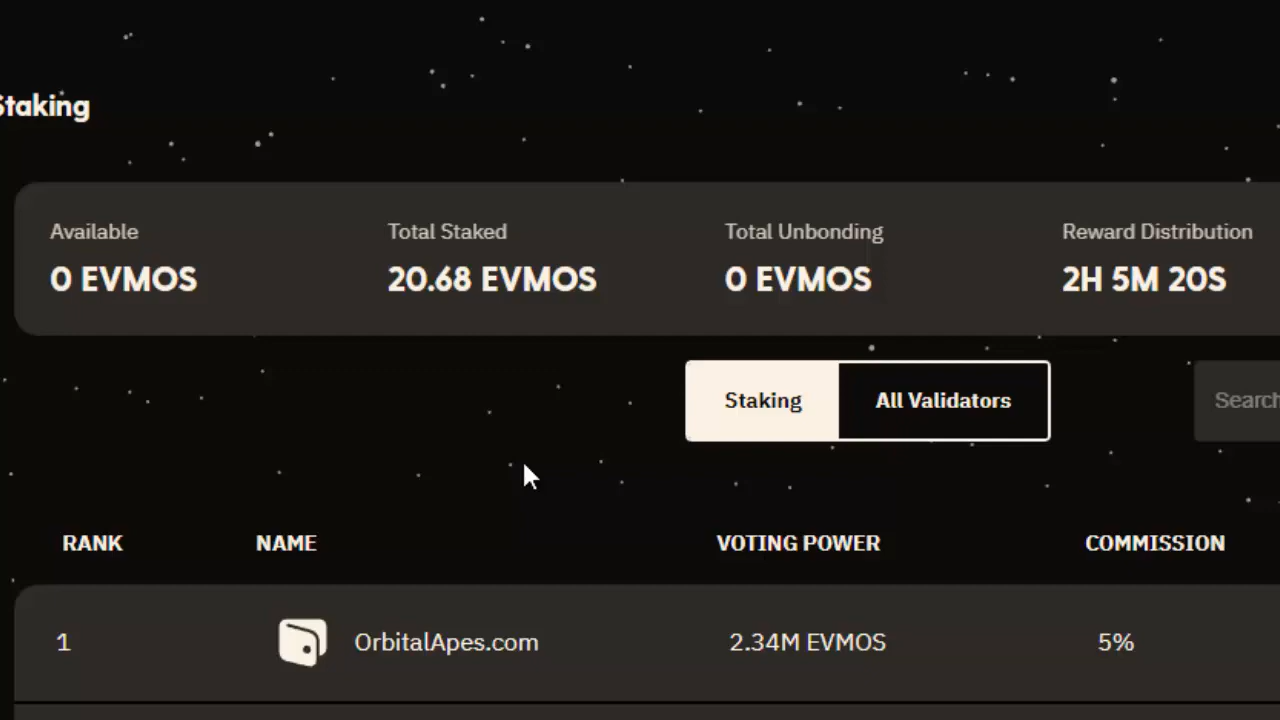 Staking
Available Total Staked Total Unbonding Reward Distribution
0 EVMOS 20.68 EVMOS 0 EVMOS 2H 5M 20S
Staking All Validators Search
RANK NAME VOTING POWER COMMISSION
1 OrbitalApes.com 2.34M EVMOS 5%